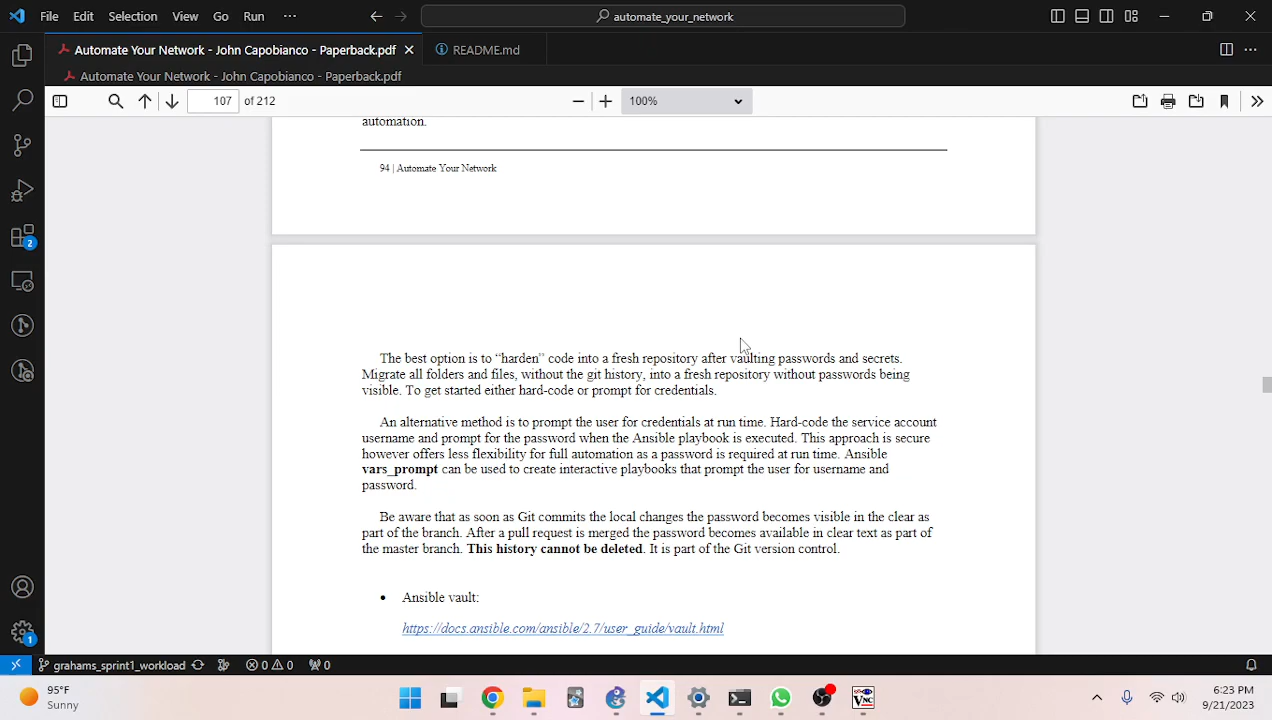 File Edit Selection View Go Run ··· automate_your_network
Automate Your Network - John Capobianco - Paperback.pdf README.md
Automate Your Network - John Capobianco - Paperback.pdf
107 of 212 100%
automation.
94 | Automate Your Network
The best option is to “harden” code into a fresh repository after vaulting passwords and secrets.
Migrate all folders and files, without the git history, into a fresh repository without passwords being
visible. To get started either hard-code or prompt for credentials.
An alternative method is to prompt the user for credentials at run time. Hard-code the service account
username and prompt for the password when the Ansible playbook is executed. This approach is secure
however offers less flexibility for full automation as a password is required at run time. Ansible
vars_prompt can be used to create interactive playbooks that prompt the user for username and
password.
Be aware that as soon as Git commits the local changes the password becomes visible in the clear as
part of the branch. After a pull request is merged the password becomes available in clear text as part of
the master branch. This history cannot be deleted. It is part of the Git version control.
• Ansible vault:
https://docs.ansible.com/ansible/2.7/user_guide/vault.html
2
1
grahams_sprint1_workload 0 0 0
95°F
Sunny
6:23 PM
9/21/2023